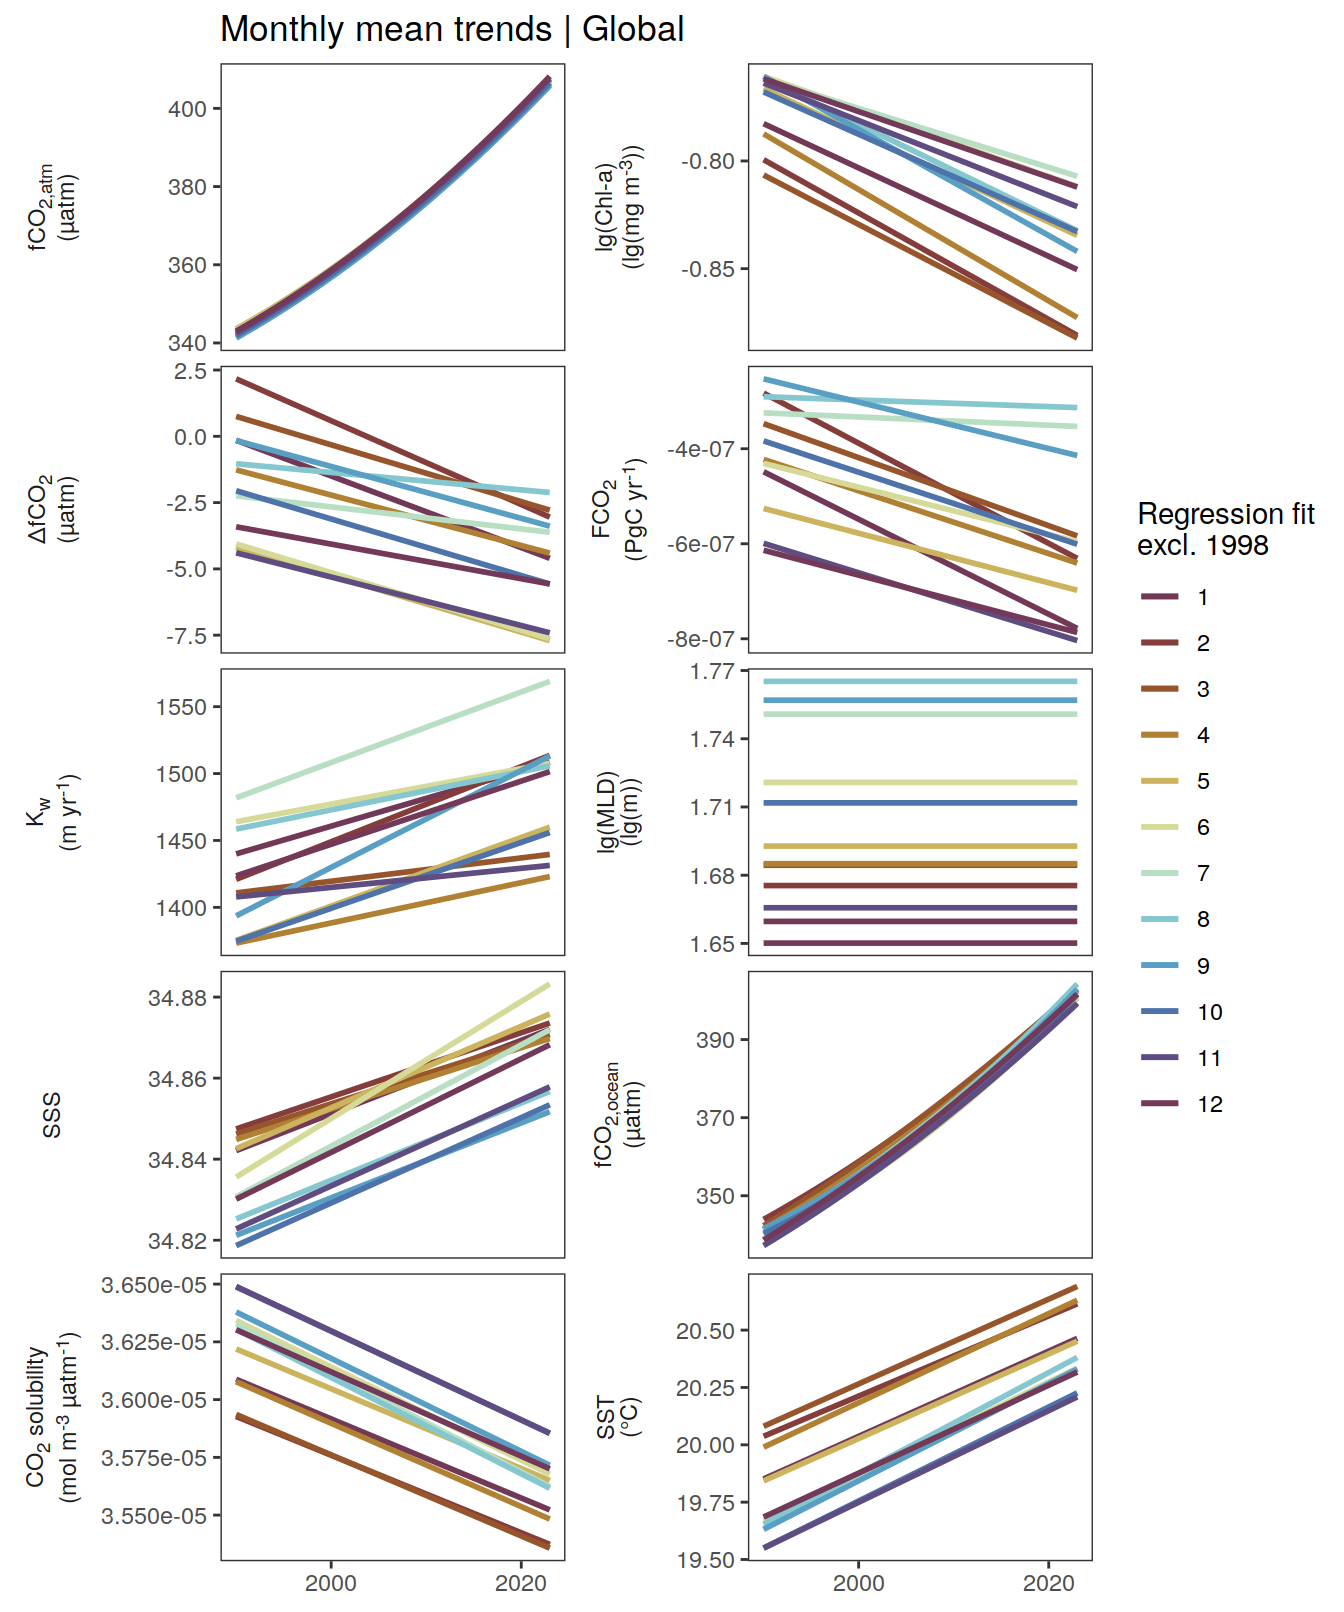 Monthly mean trends | Global
fCO2,atm
(µatm)
400
380
360
340
lg(Chl-a)
(lg(mg m-3))
-0.80
-0.85
ΔfCO2
(µatm)
2.5
0.0
-2.5
-5.0
-7.5
FCO2
(PgC yr-1)
-4e-07
-6e-07
-8e-07
Kw
(m yr-1)
1550
1500
1450
1400
lg(MLD)
(lg(m))
1.77
1.74
1.71
1.68
1.65
SSS
34.88
34.86
34.84
34.82
fCO2,ocean
(µatm)
390
370
350
CO2 solubility
(mol m-3 µatm-1)
3.650e-05
3.625e-05
3.600e-05
3.575e-05
3.550e-05
SST
(°C)
20.50
20.25
20.00
19.75
19.50
2000 2020
2000 2020
Regression fit
excl. 1998
1
2
3
4
5
6
7
8
9
10
11
12